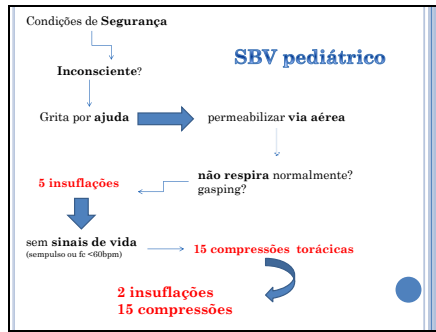 Condições de Segurança
SBV pediátrico
Inconsciente?
Grita por ajuda
permeabilizar via aérea
não respira normalmente?
gasping?
5 insuflações
sem sinais de vida
(sempulso ou fc <60bpm)
15 compressões torácicas
2 insuflações
15 compressões